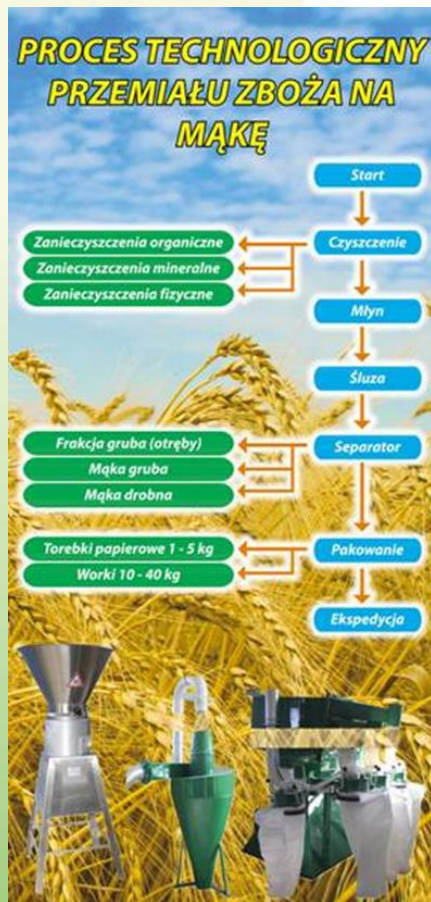 PROCES TECHNOLOGICZNY
PRZEMIAŁU ZBOŻA NA
MĄKĘ
Start
Czyszczenie
Zanieczyszczenia organiczne
Zanieczyszczenia mineralne
Zanieczyszczenia fizyczne
Młyn
Śluza
Separator
Frakcja gruba (otręby)
Mąka gruba
Mąka drobna
Pakowanie
Torebki papierowe 1 - 5 kg
Worki 10 - 40 kg
Ekspedycja